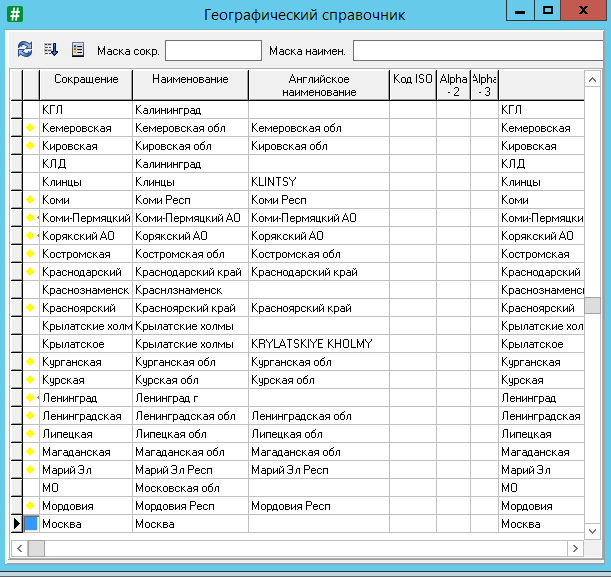 Географический справочник
Маска сокр. Маска наимен.
Сокращение Наименование Английское наименование Код ISO Alpha - 2 Alpha - 3
КГЛ Калининград КГЛ
Кемеровская Кемеровская обл Кемеровская обл Кемеровская
Кировская Кировская обл Кировская обл Кировская
КЛД Калининград КЛД
Клинцы Клинцы KLINTSY Клинцы
Коми Коми Респ Коми Респ Коми
Коми-Пермяцкий Коми-Пермяцкий АО Коми-Пермяцкий АО Коми-Пермяцки
Корякский АО Корякский АО Корякский АО Корякский АО
Костромская Костромская обл Костромская обл Костромская
Краснодарский Краснодарский край Краснодарский край Краснодарский
Краснознаменск Краснлзнаменск Краснознаменск
Красноярский Красноярский край Красноярский край Красноярский
Крылатские холм Крылатские холмы Крылатские хол
Крылатское Крылатские холмы KRYLATSKIYE KHOLMY Крылатское
Курганская Курганская обл Курганская обл Курганская
Курская Курская обл Курская обл Курская
Ленинград Ленинград г Ленинград
Ленинградская Ленинградская обл Ленинградская обл Ленинградская
Липецкая Липецкая обл Липецкая обл Липецкая
Магаданская Магаданская обл Магаданская обл Магаданская
Марий Эл Марий Эл Респ Марий Эл Респ Марий Эл
МО Московская обл МО
Мордовия Мордовия Респ Мордовия Респ Мордовия
Москва Москва Москва